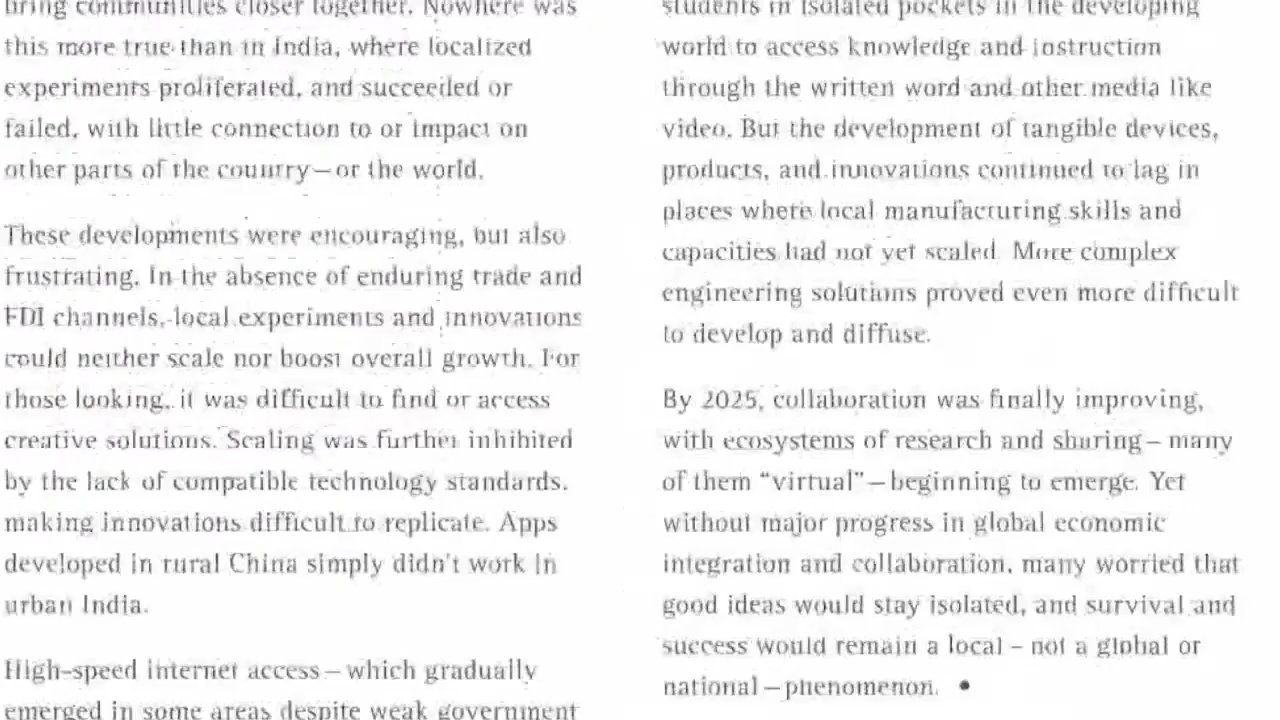 bring communities closer together. Nowhere was
this more true than in India, where localized
experiments proliferated, and succeeded or
failed, with little connection to or impact on
other parts of the country—or the world.
These developments were encouraging, but also
frustrating. In the absence of enduring trade and
FDI channels, local experiments and innovations
could neither scale nor boost overall growth. For
those looking, it was difficult to find or access
creative solutions. Scaling was further inhibited
by the lack of compatible technology standards,
making innovations difficult to replicate. Apps
developed in rural China simply didn't work in
urban India.
High-speed internet access—which gradually
emerged in some areas despite weak government
students in isolated pockets in the developing
world to access knowledge and instruction
through the written word and other media like
video. But the development of tangible devices,
products, and innovations continued to lag in
places where local manufacturing skills and
capacities had not yet scaled. More complex
engineering solutions proved even more difficult
to develop and diffuse.
By 2025, collaboration was finally improving,
with ecosystems of research and sharing—many
of them “virtual”—beginning to emerge. Yet
without major progress in global economic
integration and collaboration, many worried that
good ideas would stay isolated, and survival and
success would remain a local – not a global or
national—phenomenon. •